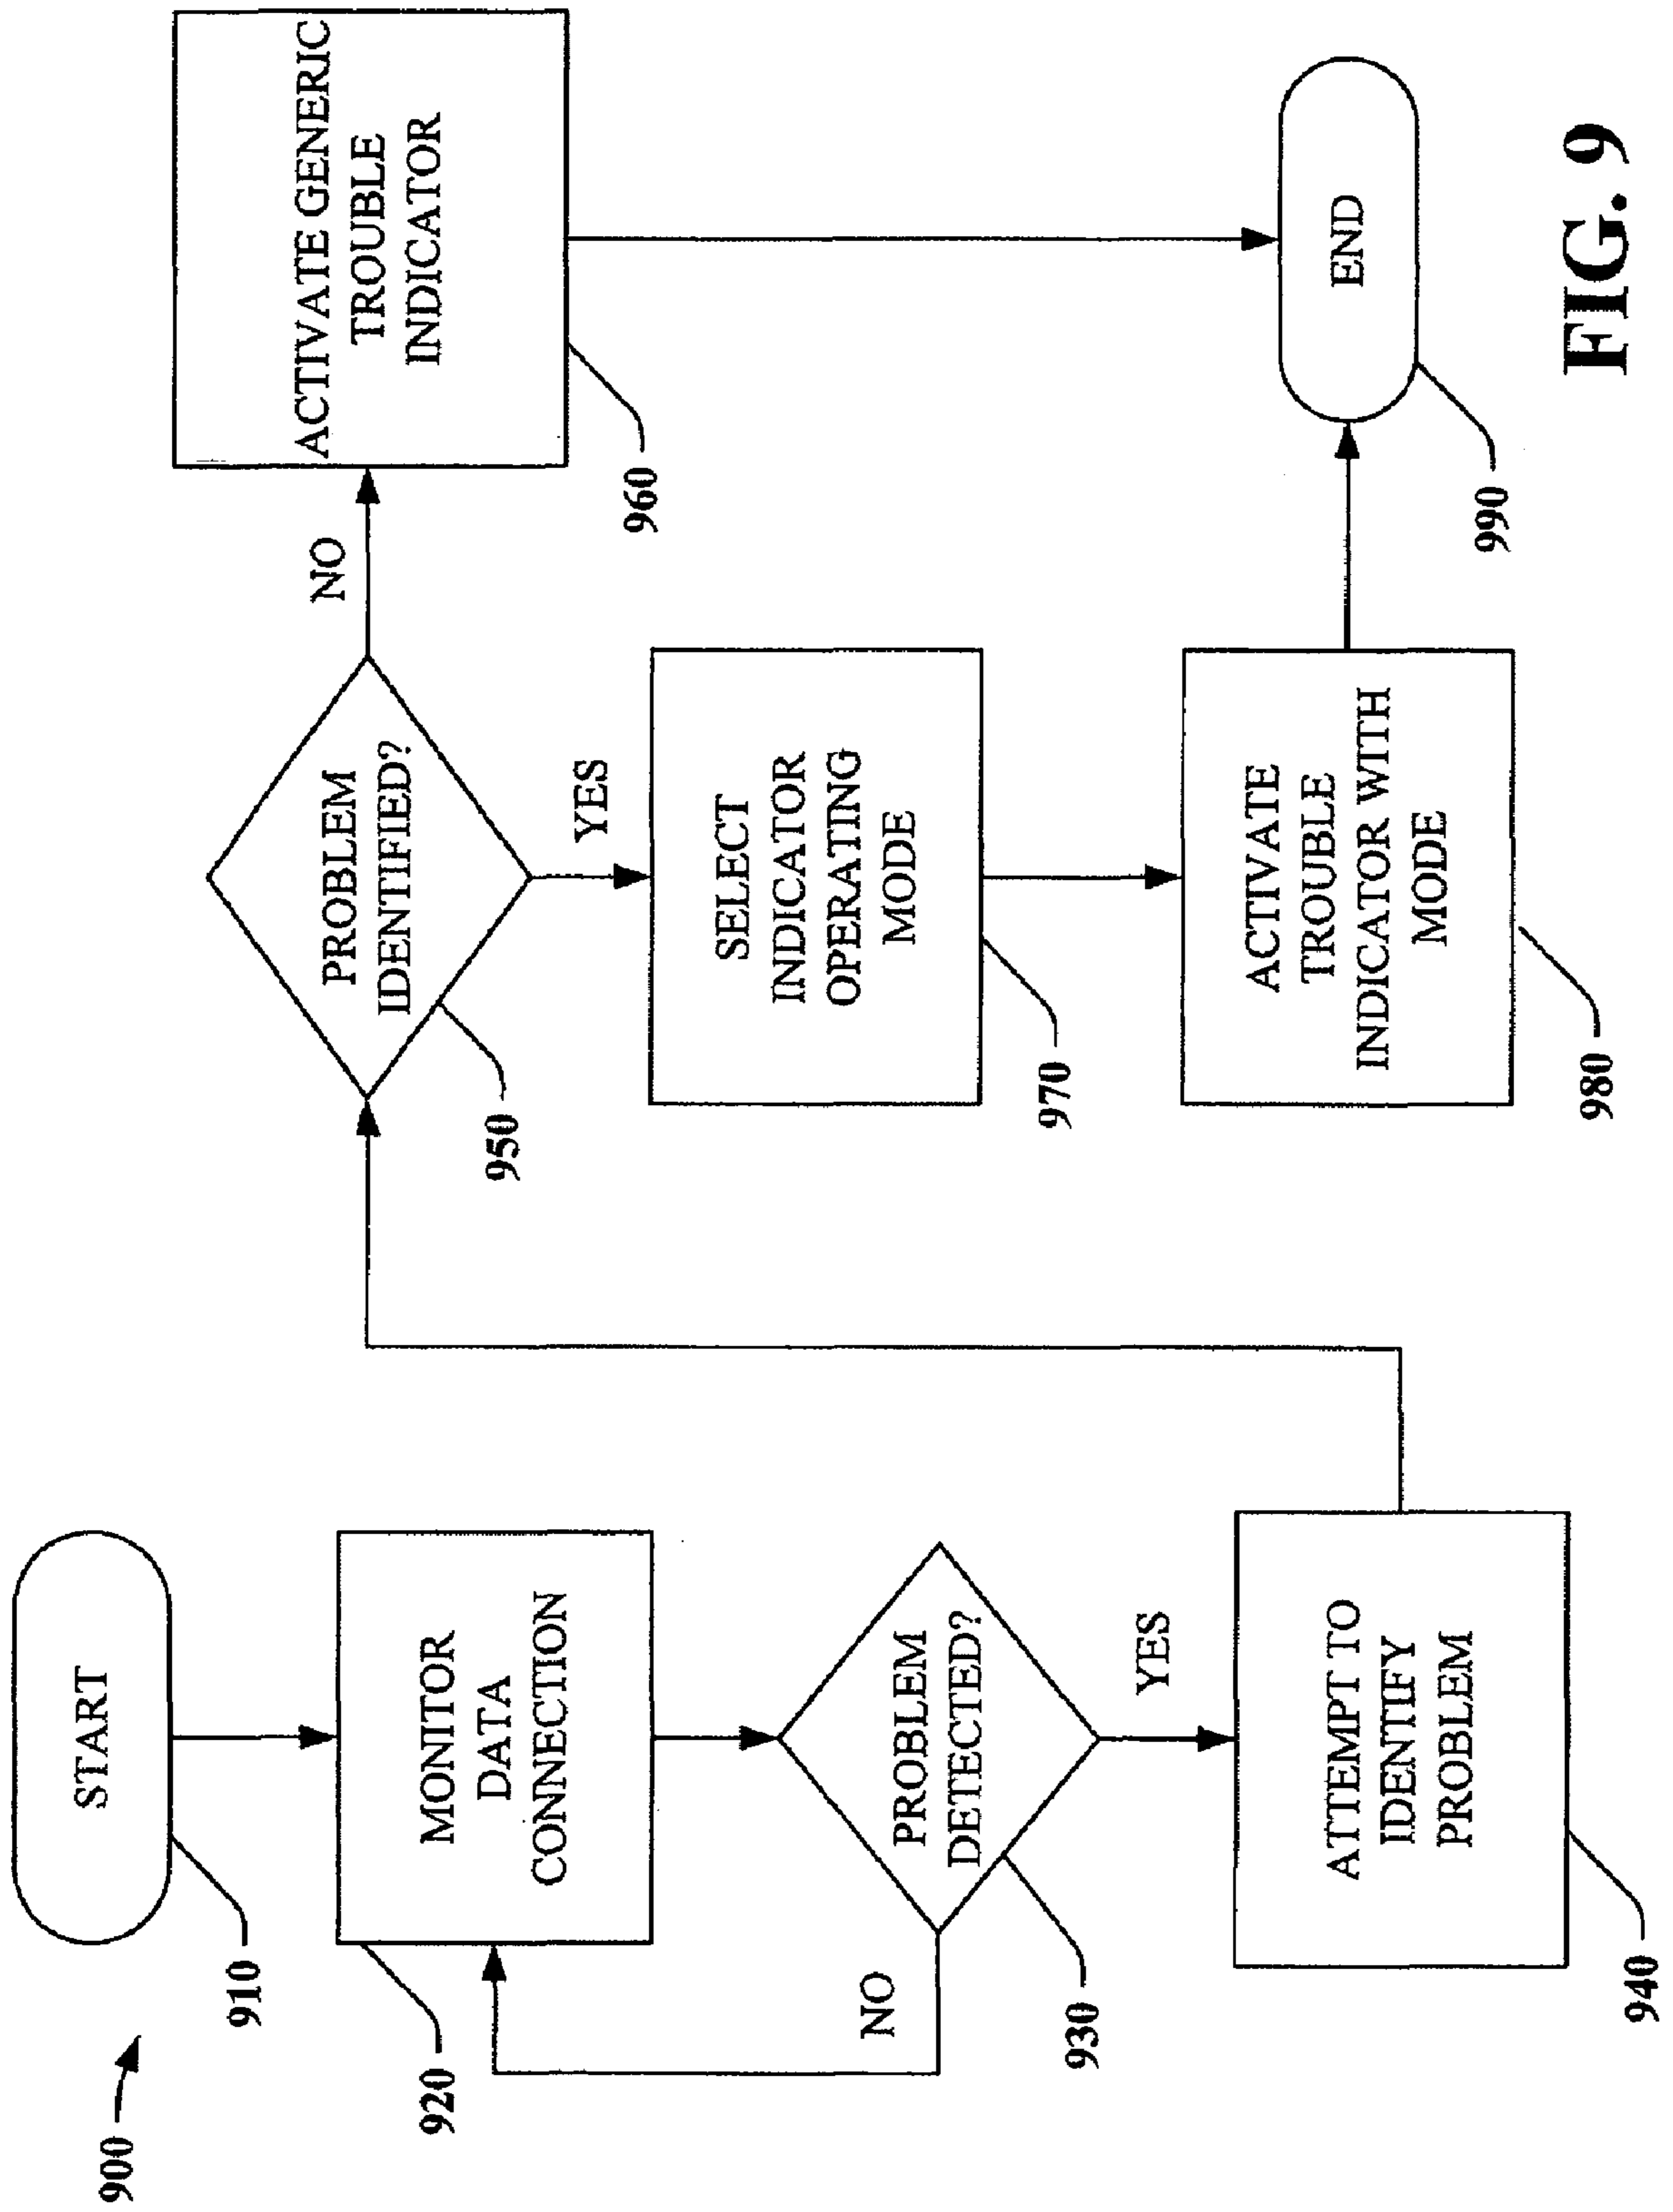 900
START
910
MONITOR
DATA
CONNECTION
920
PROBLEM
DETECTED?
NO
YES
930
ATTEMPT TO
IDENTIFY
PROBLEM
940
PROBLEM
IDENTIFIED?
NO
YES
950
ACTIVATE GENERIC
TROUBLE
INDICATOR
960
SELECT
INDICATOR
OPERATING
MODE
970
ACTIVATE
TROUBLE
INDICATOR WITH
MODE
980
END
990
FIG. 9